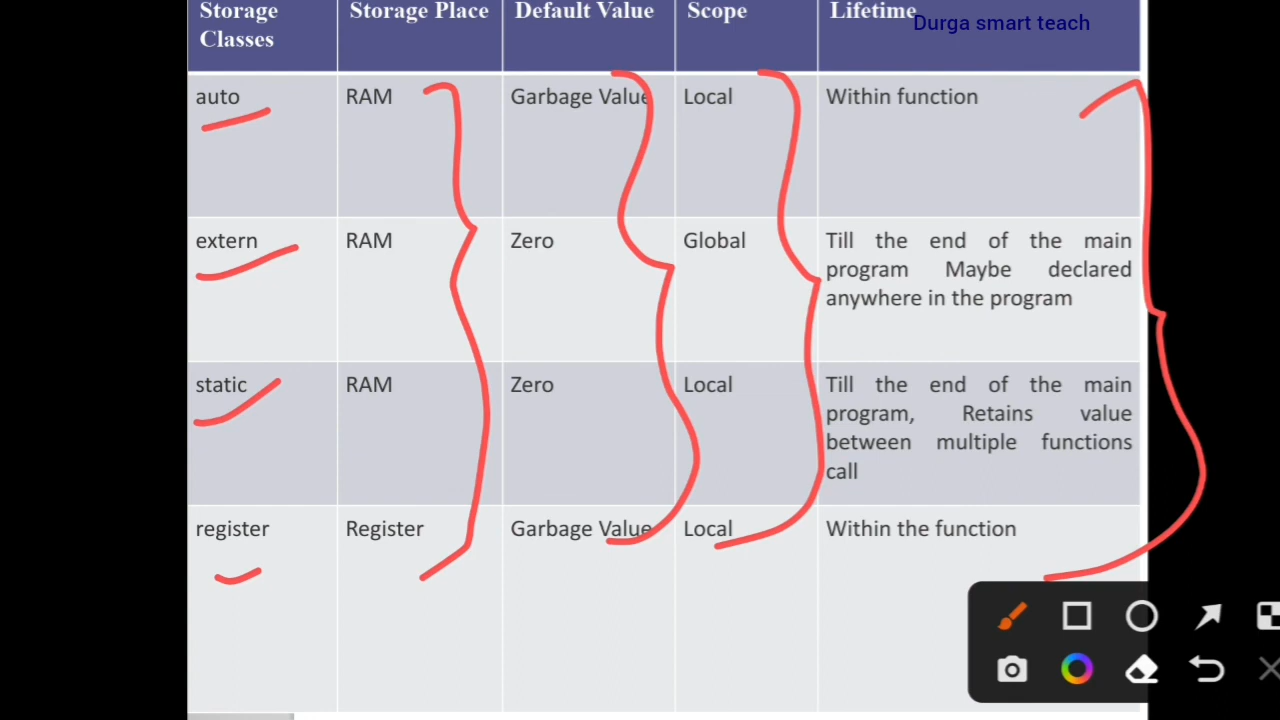 Storage Classes
Storage Place
Default Value
Scope
Lifetime
Durga smart teach
auto
RAM
Garbage Value
Local
Within function
extern
RAM
Zero
Global
Till the end of the main
program Maybe declared
anywhere in the program
static
RAM
Zero
Local
Till the end of the main
program, Retains value
between multiple functions
call
register
Register
Garbage Value
Local
Within the function